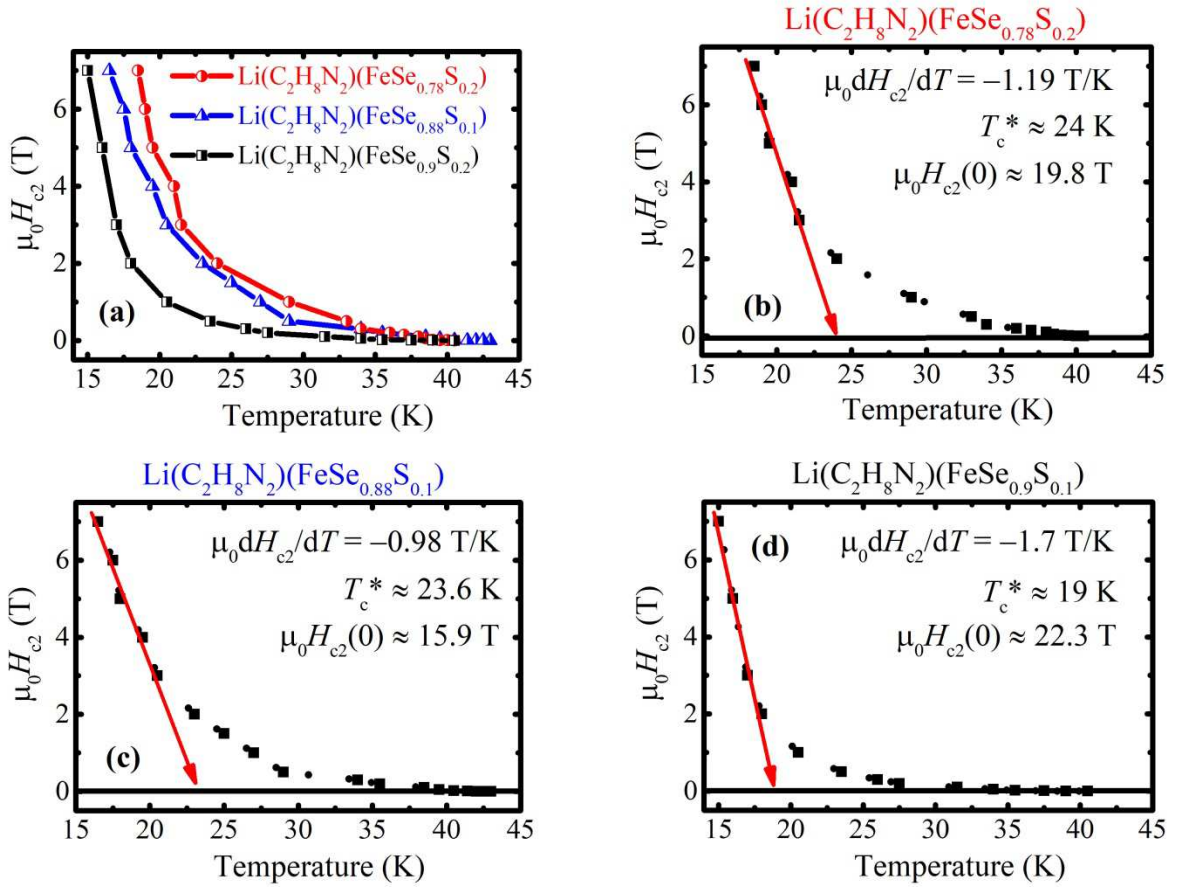 Li(C₂H₈N₂)(FeSe₀.₇₈S₀.₂)
Li(C₂H₈N₂)(FeSe₀.₈₈S₀.₁)
Li(C₂H₈N₂)(FeSe₀.₉S₀.₂)
(a)
μ₀Hc₂ (T)
6
4
2
0
15 20 25 30 35 40 45
Temperature (K)
Li(C₂H₈N₂)(FeSe₀.₇₈S₀.₂)
μ₀dHc₂/dT = –1.19 T/K
Tc* ≈ 24 K
μ₀Hc₂(0) ≈ 19.8 T
(b)
μ₀Hc₂ (T)
6
4
2
0
15 20 25 30 35 40 45
Temperature (K)
Li(C₂H₈N₂)(FeSe₀.₈₈S₀.₁)
μ₀dHc₂/dT = –0.98 T/K
Tc* ≈ 23.6 K
μ₀Hc₂(0) ≈ 15.9 T
(c)
μ₀Hc₂ (T)
6
4
2
0
15 20 25 30 35 40 45
Temperature (K)
Li(C₂H₈N₂)(FeSe₀.₉S₀.₁)
(d)
μ₀dHc₂/dT = –1.7 T/K
Tc* ≈ 19 K
μ₀Hc₂(0) ≈ 22.3 T
μ₀Hc₂ (T)
6
4
2
0
15 20 25 30 35 40 45
Temperature (K)